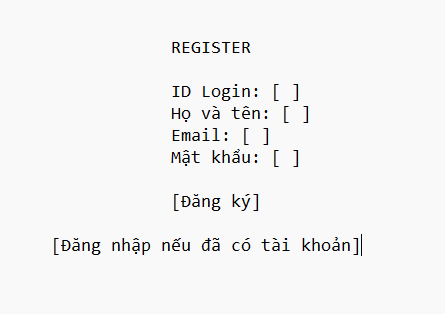 REGISTER
ID Login: [ ]
Họ và tên: [ ]
Email: [ ]
Mật khẩu: [ ]
[Đăng ký]
[Đăng nhập nếu đã có tài khoản]